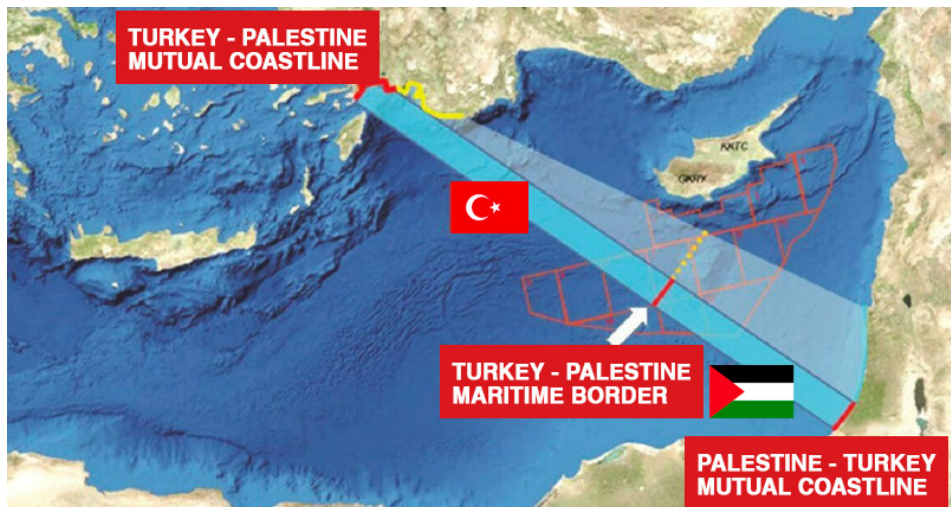 TURKEY - PALESTINE
MUTUAL COASTLINE
KKTC
GKRY
TURKEY - PALESTINE
MARITIME BORDER
PALESTINE - TURKEY
MUTUAL COASTLINE